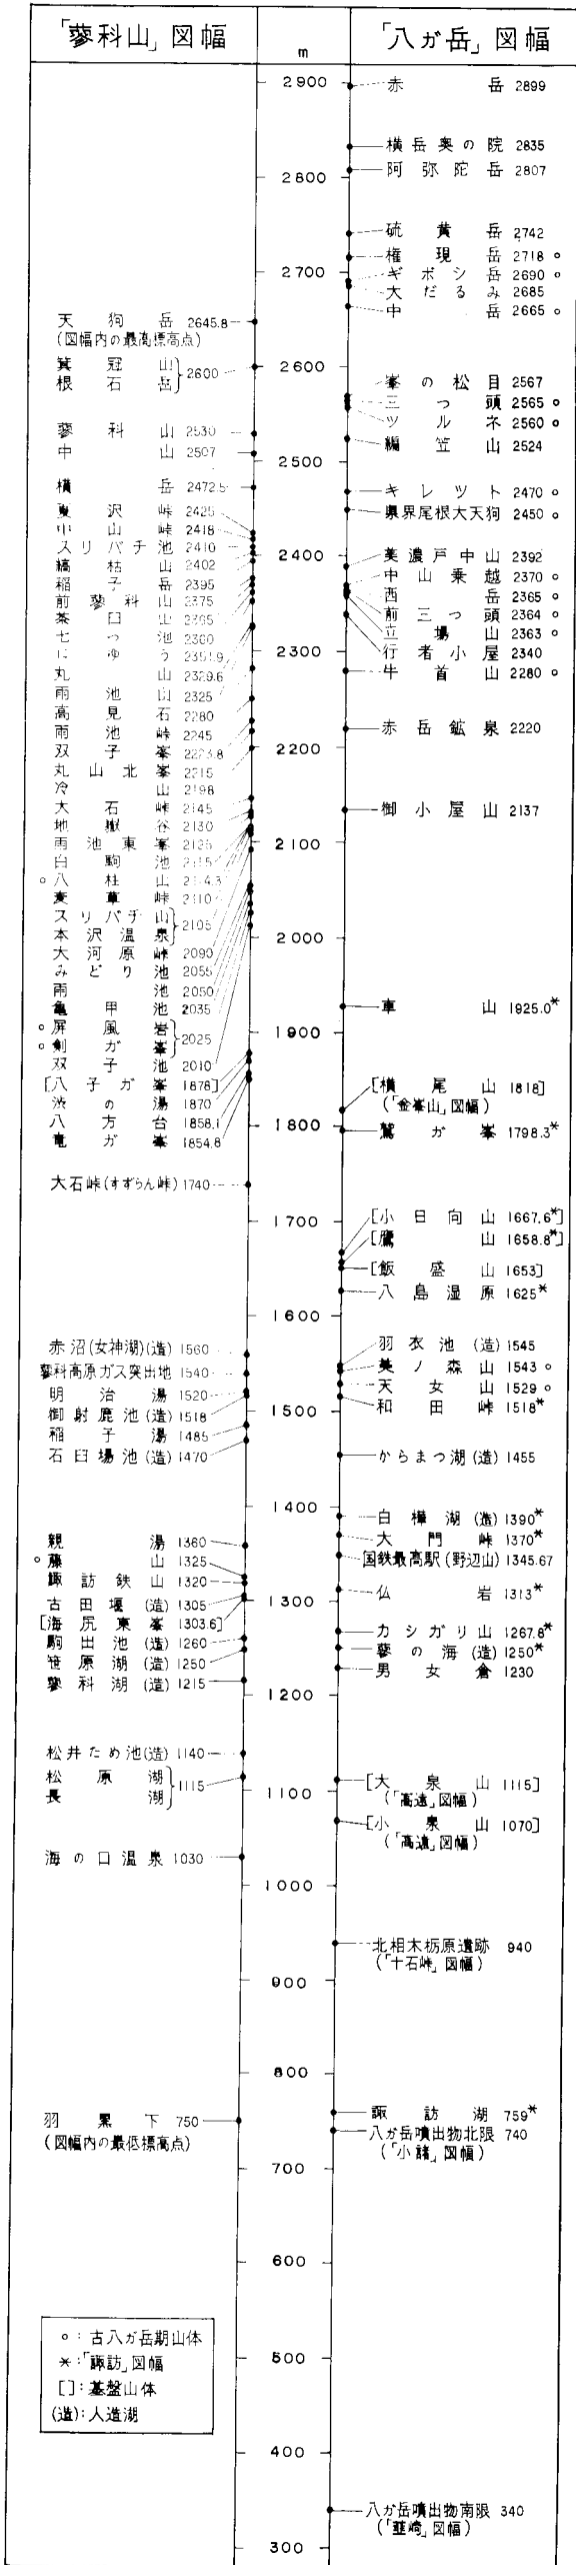 「蓼科山」図幅
天狗岳 2645.8
(図幅内の最高標高点)
箕冠山
根石岳
2600
蓼科山 2530
中山 2507
横岳 2472.5
夏沢峠 2425
中山峠 2418
スリバチ池 2410
縞枯山 2402
稲子岳 2395
前蓼科山 2375
茶臼山 2365
七つ池 2360
にゅう 2351.9
丸山 2329.6
雨池山 2325
高見石 2280
雨池峠 2245
双子峯 2223.8
丸山北峯 2215
冷山 2198
大石峠 2145
地獄谷 2130
雨池東峯 2125
白駒池 2115
○八柱山 2114.3
麦草峠 2110
スリバチ山
本沢温泉
2105
大河原峠 2090
みどり池 2055
雨池 2050
亀甲池 2035
○屏風岩
○剣ガ峯
2025
双子池 2010
[八子ガ峯 1878]
渋の湯 1870
八方台 1858.1
竜ガ峯 1854.8
大石峠(すずらん峠) 1740
赤沼(女神湖)(造) 1560
蓼科高原ガス突出地 1540
明治湯 1520
御射鹿池(造) 1518
稲子湯 1485
石臼場池(造) 1470
親湯 1360
○藤山 1325
諏訪鉄山 1320
古田堰(造) 1305
[海尻東峯 1303.6]
駒出池(造) 1260
笹原湖(造) 1250
蓼科湖(造) 1215
松井ため池(造) 1140
松原湖
長湖
1115
海の口温泉 1030
羽黒下 750
(図幅内の最低標高点)
○:古八ガ岳期山体
*:「諏訪」図幅
[]:基盤山体
(造):人造湖
m
2900
2800
2700
2600
2500
2400
2300
2200
2100
2000
1900
1800
1700
1600
1500
1400
1300
1200
1100
1000
900
800
700
600
500
400
300
「八ガ岳」図幅
赤岳 2899
横岳奥の院 2835
阿弥陀岳 2807
硫黄岳 2742
権現岳 2718 ○
ギボシ岳 2690 ○
大だるみ 2685
中岳 2665 ○
峯の松目 2567
三つ頭 2565 ○
ツルネ 2560 ○
編笠山 2524
キレット 2470 ○
県界尾根大天狗 2450 ○
美濃戸中山 2392
中山乗越 2370 ○
西岳 2365 ○
前三つ頭 2364 ○
立場山 2363 ○
行者小屋 2340
牛首山 2280 ○
赤岳鉱泉 2220
御小屋山 2137
車山 1925.0*
[横尾山 1818]
(「金峯山」図幅)
鷲ガ峯 1798.3*
[小日向山 1667.6*]
[鷹山 1658.8*]
[飯盛山 1653]
八島湿原 1625*
羽衣池(造) 1545
美ノ森山 1543 ○
天女山 1529 ○
和田峠 1518*
からまつ湖(造) 1455
白樺湖(造) 1390*
大門峠 1370*
国鉄最高駅(野辺山) 1345.67
仏岩 1313*
カシガリ山 1267.8*
蓼の海(造) 1250*
男女倉 1230
[大泉山 1115]
(「高遠」図幅)
[小泉山 1070]
(「高遠」図幅)
北相木栃原遺跡 940
(「十石峠」図幅)
諏訪湖 759*
八ガ岳噴出物北限 740
(「小諸」図幅)
八ガ岳噴出物南限 340
(「韮崎」図幅)